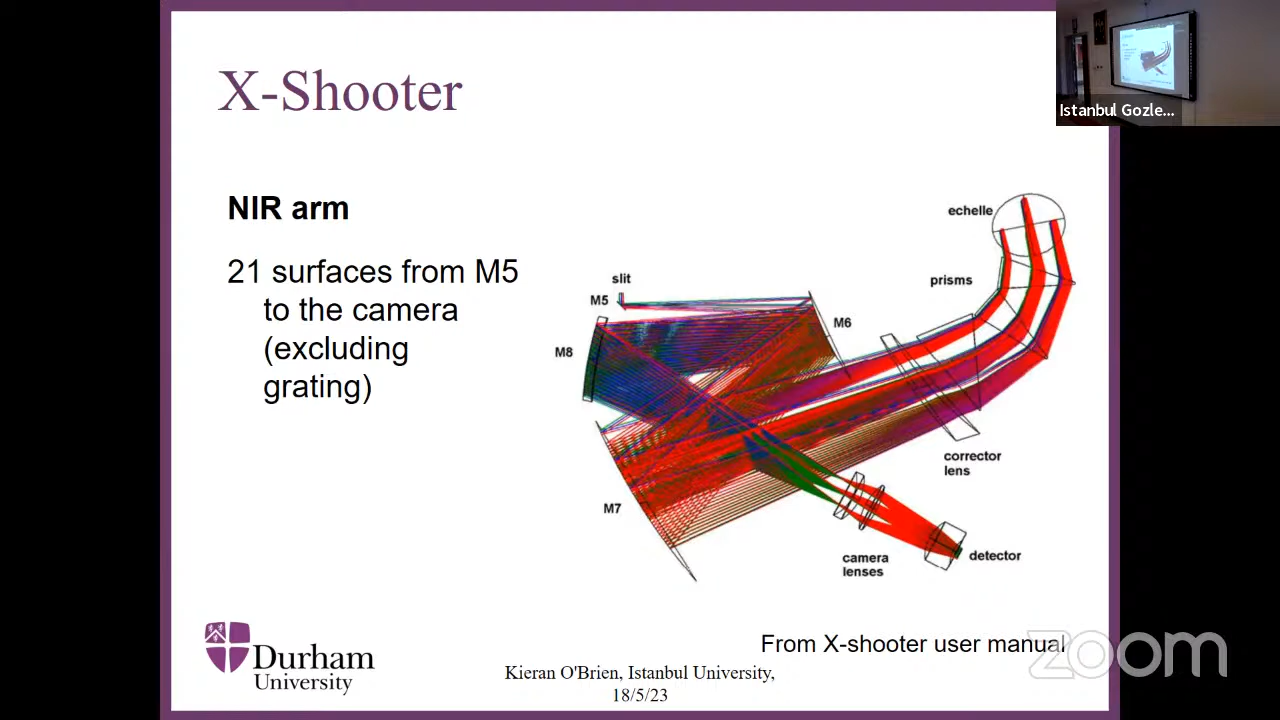 X-Shooter
Istanbul Gozle...
NIR arm
21 surfaces from M5
to the camera
(excluding
grating)
echelle
prisms
slit
M5
M6
M8
corrector
lens
M7
camera
lenses
detector
From X-shooter user manual
zoom
Durham
University
Kieran O'Brien, Istanbul University,
18/5/23